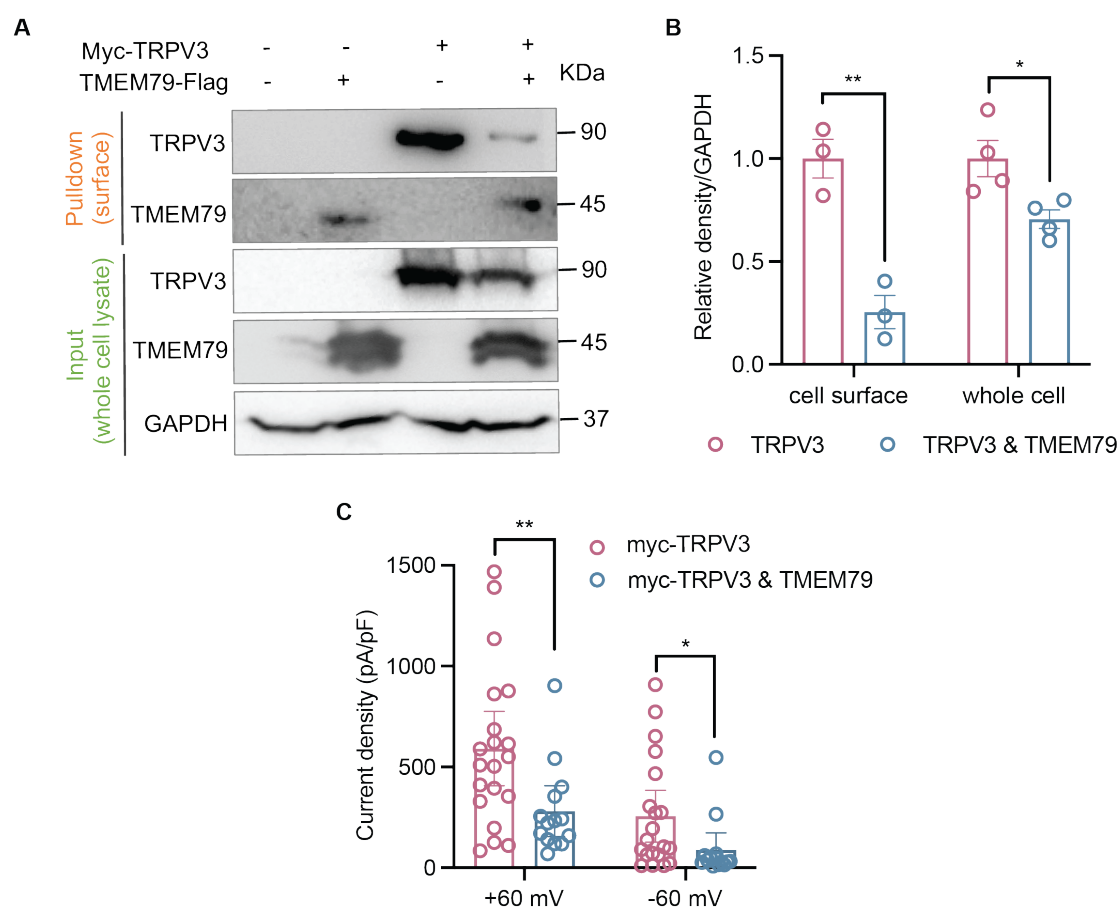 A
Myc-TRPV3 - - + +
TMEM79-Flag - + - + KDa
Pulldown
(surface)
TRPV3 90
TMEM79 45
Input
(whole cell lysate)
TRPV3 90
TMEM79 45
GAPDH 37
B
Relative density/GAPDH
1.5
1.0
0.5
0.0
** *
cell surface whole cell
TRPV3 TRPV3 & TMEM79
C
Current density (pA/pF)
1500
1000
500
0
** *
myc-TRPV3
myc-TRPV3 & TMEM79
+60 mV -60 mV